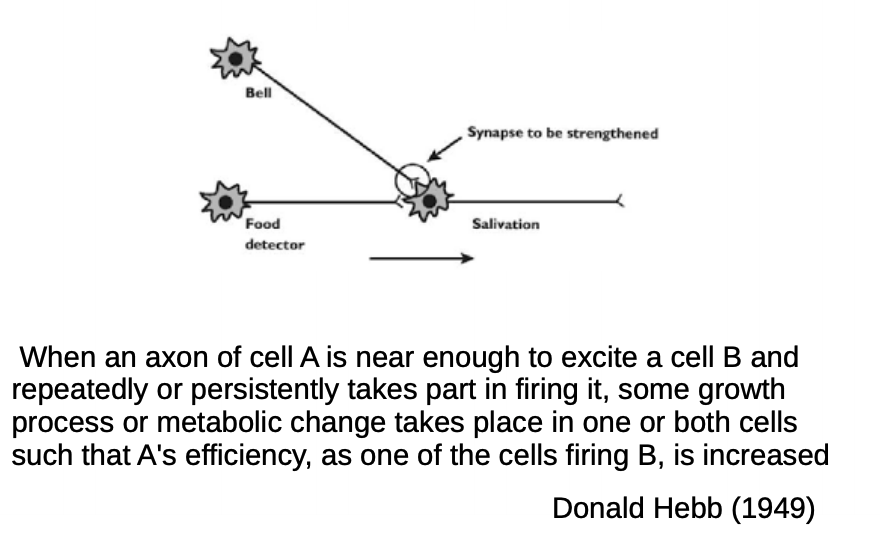 Bell
Synapse to be strengthened
Food
detector
Salivation
When an axon of cell A is near enough to excite a cell B and
repeatedly or persistently takes part in firing it, some growth
process or metabolic change takes place in one or both cells
such that A's efficiency, as one of the cells firing B, is increased
Donald Hebb (1949)